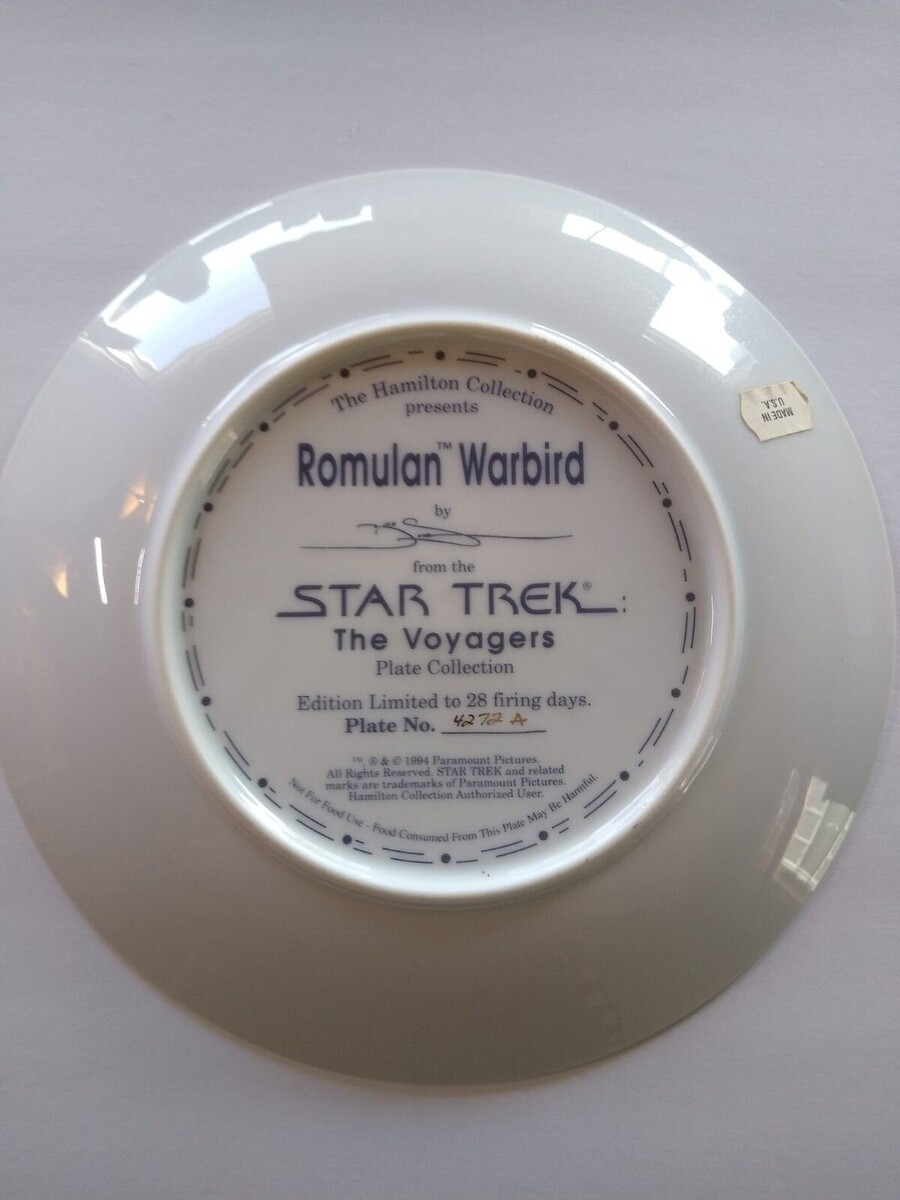 The Hamilton Collection
presents
Romulan™ Warbird
by
from the
STAR TREK®:
The Voyagers
Plate Collection
Edition Limited to 28 firing days.
Plate No. 4272 A
™, ® & © 1994 Paramount Pictures.
All Rights Reserved. STAR TREK and related
marks are trademarks of Paramount Pictures.
Hamilton Collection Authorized User.
Not For Food Use - Food Consumed From This Plate May Be Harmful.
MADE IN
U.S.A.